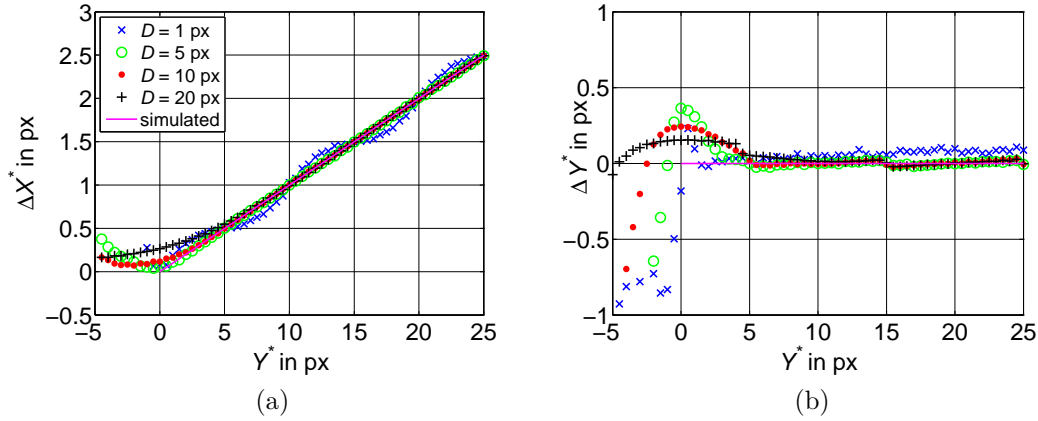 3
2.5
2
1.5
1
0.5
0
−0.5
−5 0 5 10 15 20 25
ΔX* in px
Y* in px
D = 1 px
D = 5 px
D = 10 px
D = 20 px
simulated
(a)
1
0.5
0
−0.5
−1
−5 0 5 10 15 20 25
ΔY* in px
Y* in px
(b)